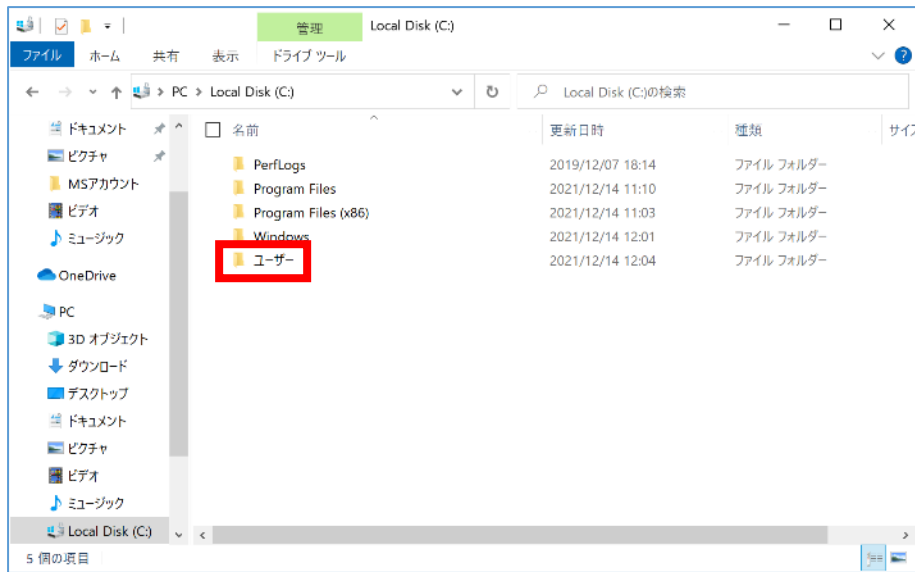 管理 Local Disk (C:)
ファイル ホーム 共有 表示 ドライブ ツール
PC > Local Disk (C:) Local Disk (C:)の検索
名前 更新日時 種類 サイズ
ドキュメント
ピクチャ
MSアカウント
ビデオ
ミュージック
OneDrive
PC
3D オブジェクト
ダウンロード
デスクトップ
ドキュメント
ピクチャ
ビデオ
ミュージック
Local Disk (C:)
PerfLogs 2019/12/07 18:14 ファイル フォルダー
Program Files 2021/12/14 11:10 ファイル フォルダー
Program Files (x86) 2021/12/14 11:03 ファイル フォルダー
Windows 2021/12/14 12:01 ファイル フォルダー
ユーザー 2021/12/14 12:04 ファイル フォルダー
5 個の項目